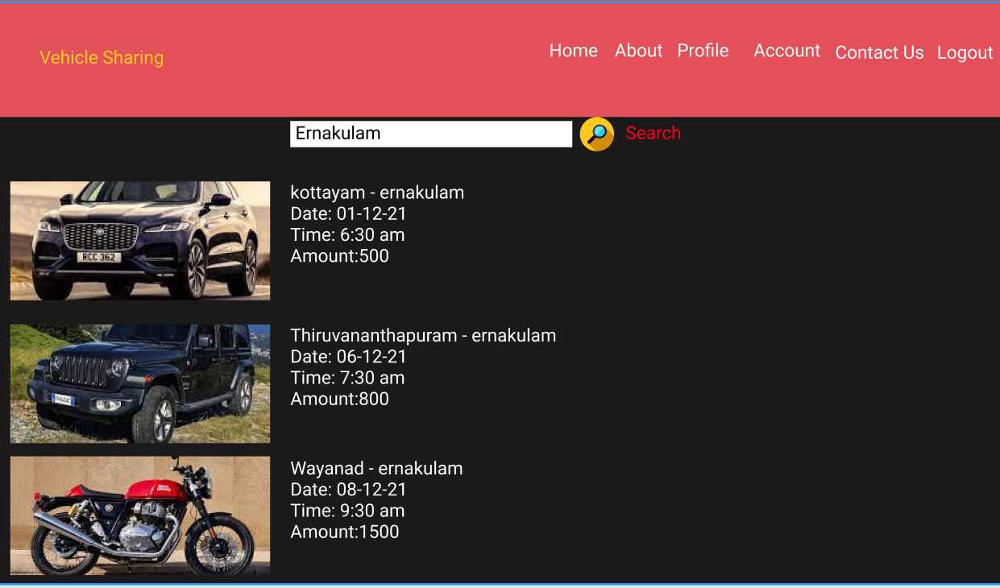 Vehicle Sharing
Home About Profile Account Contact Us Logout
Ernakulam
Search
kottayam - ernakulam
Date: 01-12-21
Time: 6:30 am
Amount:500
RCC 362
Thiruvananthapuram - ernakulam
Date: 06-12-21
Time: 7:30 am
Amount:800
Wayanad - ernakulam
Date: 08-12-21
Time: 9:30 am
Amount:1500